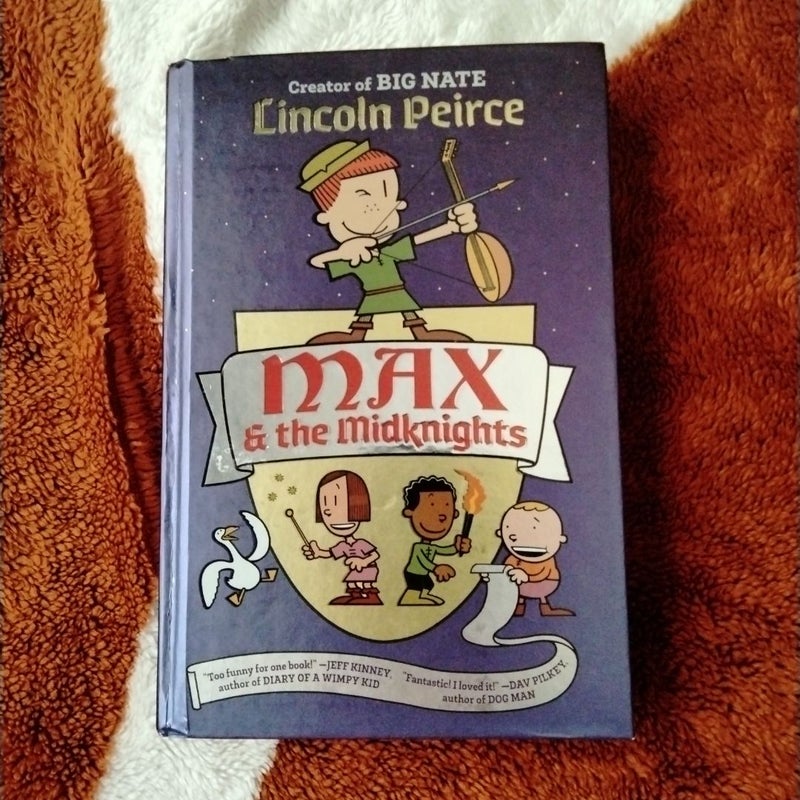 Creator of BIG NATE
Lincoln Peirce
MAX
& the Midknights
"Too funny for one book!" —JEFF KINNEY,
author of DIARY OF A WIMPY KID
"Fantastic! I loved it!" —DAV PILKEY,
author of DOG MAN